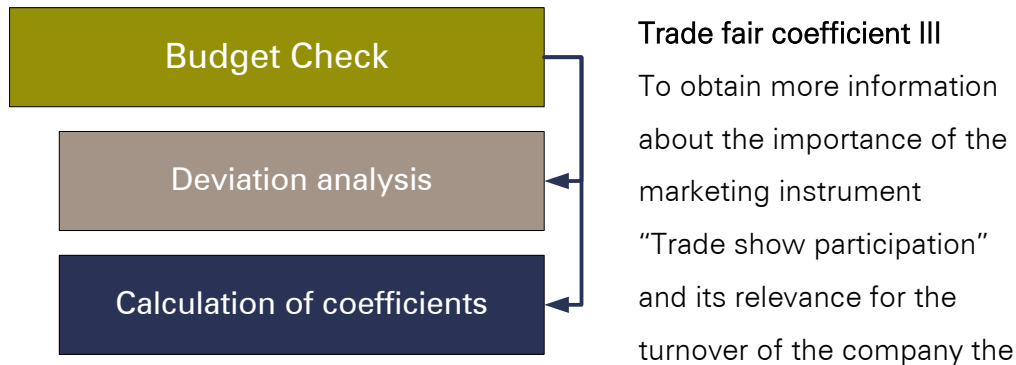 Budget Check
Deviation analysis
Calculation of coefficients
Trade fair coefficient III
To obtain more information
about the importance of the
marketing instrument
“Trade show participation”
and its relevance for the
turnover of the company the